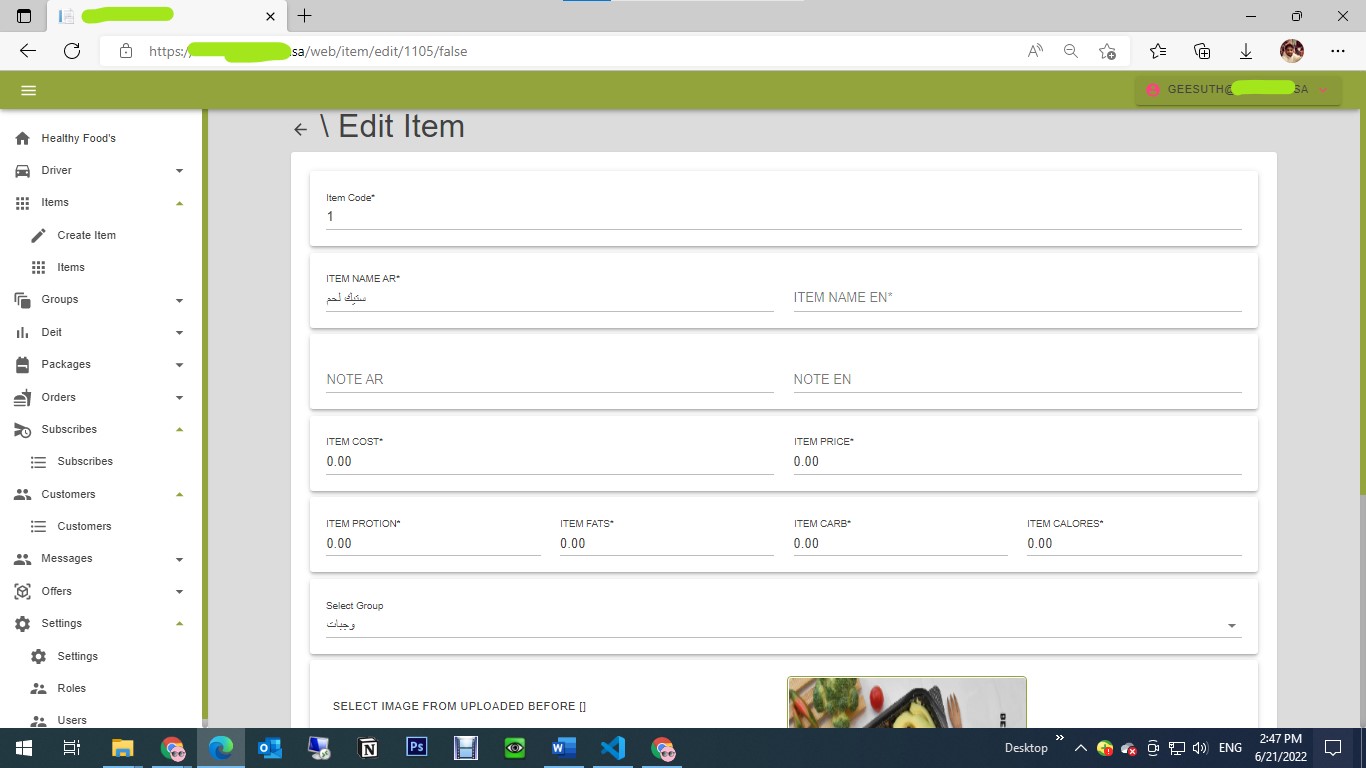 https:/ .sa/web/item/edit/1105/false
GEESUTH@ SA
\ Edit Item
Healthy Food's
Driver
Items
Create Item
Items
Groups
Deit
Packages
Orders
Subscribes
Subscribes
Customers
Customers
Messages
Offers
Settings
Settings
Roles
Users
Item Code*
1
ITEM NAME AR*
ستيك لحم
ITEM NAME EN*
NOTE AR
NOTE EN
ITEM COST*
0.00
ITEM PRICE*
0.00
ITEM PROTION*
0.00
ITEM FATS*
0.00
ITEM CARB*
0.00
ITEM CALORES*
0.00
Select Group
وجبات
SELECT IMAGE FROM UPLOADED BEFORE []
Desktop
ENG
2:47 PM
6/21/2022